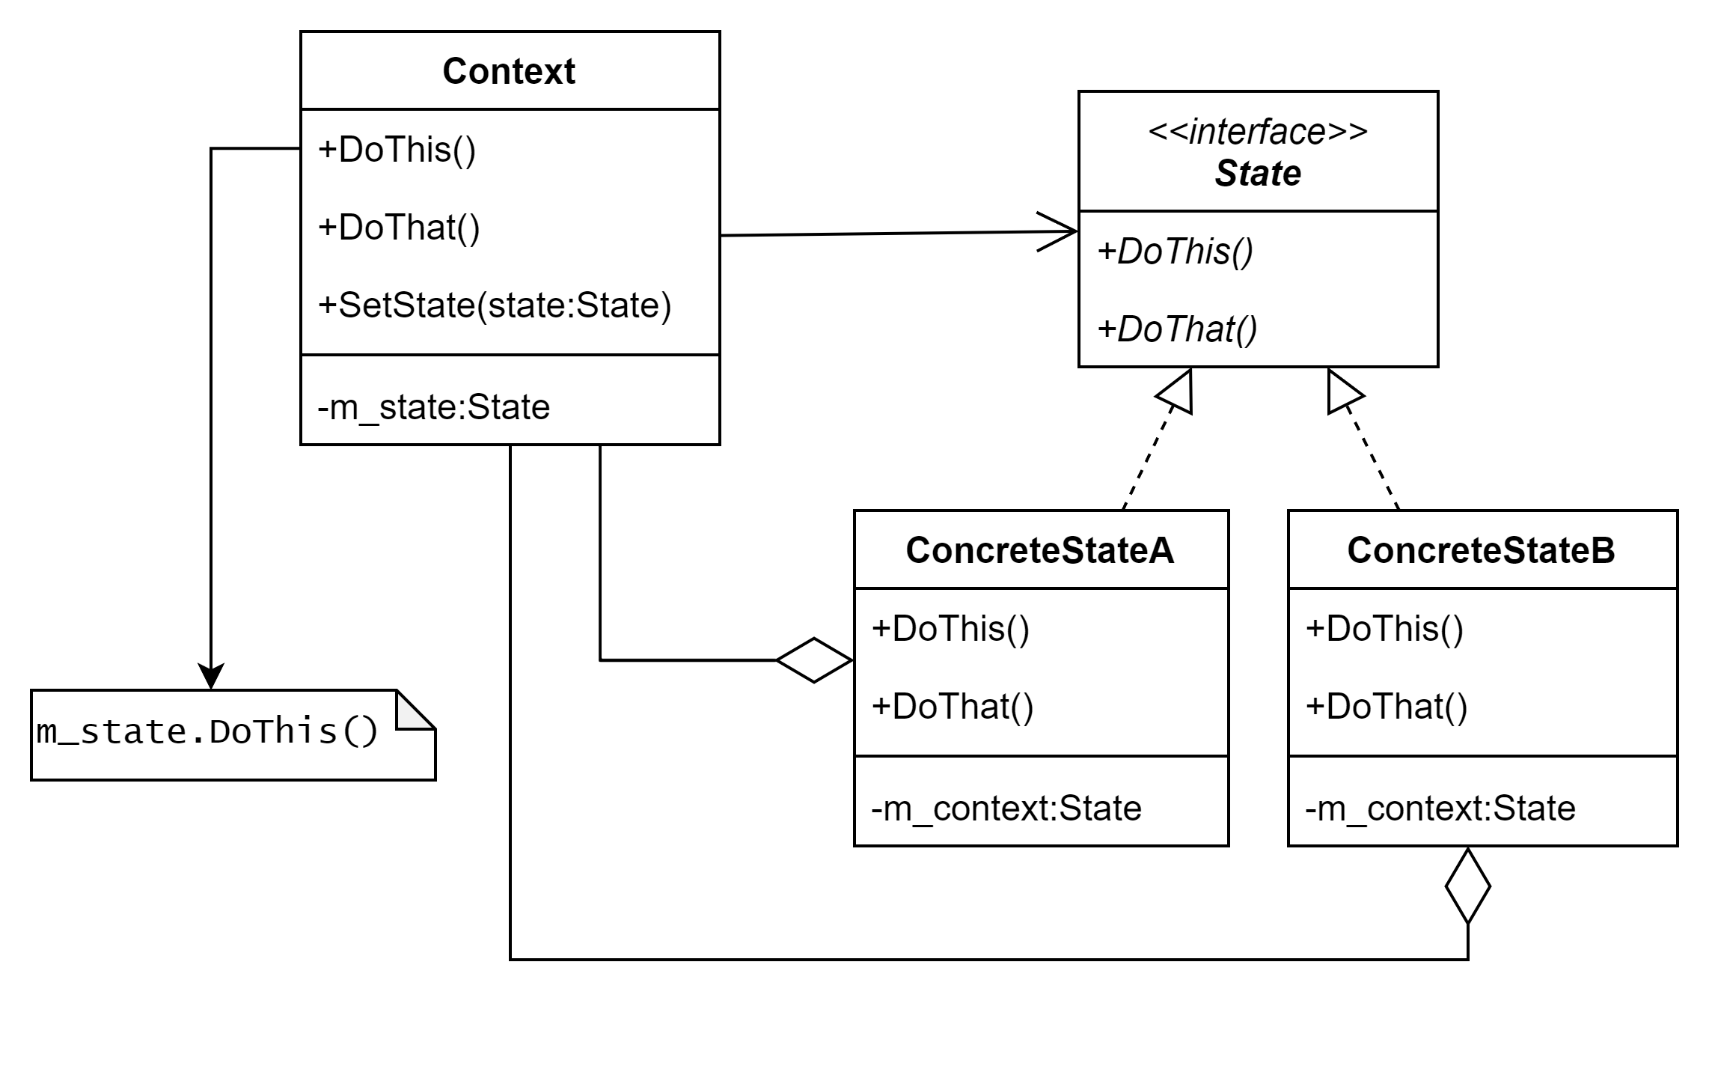 Context
+DoThis()
+DoThat()
+SetState(state:State)
-m_state:State
<<interface>>
State
+DoThis()
+DoThat()
ConcreteStateA
+DoThis()
+DoThat()
-m_context:State
ConcreteStateB
+DoThis()
+DoThat()
-m_context:State
m_state.DoThis()